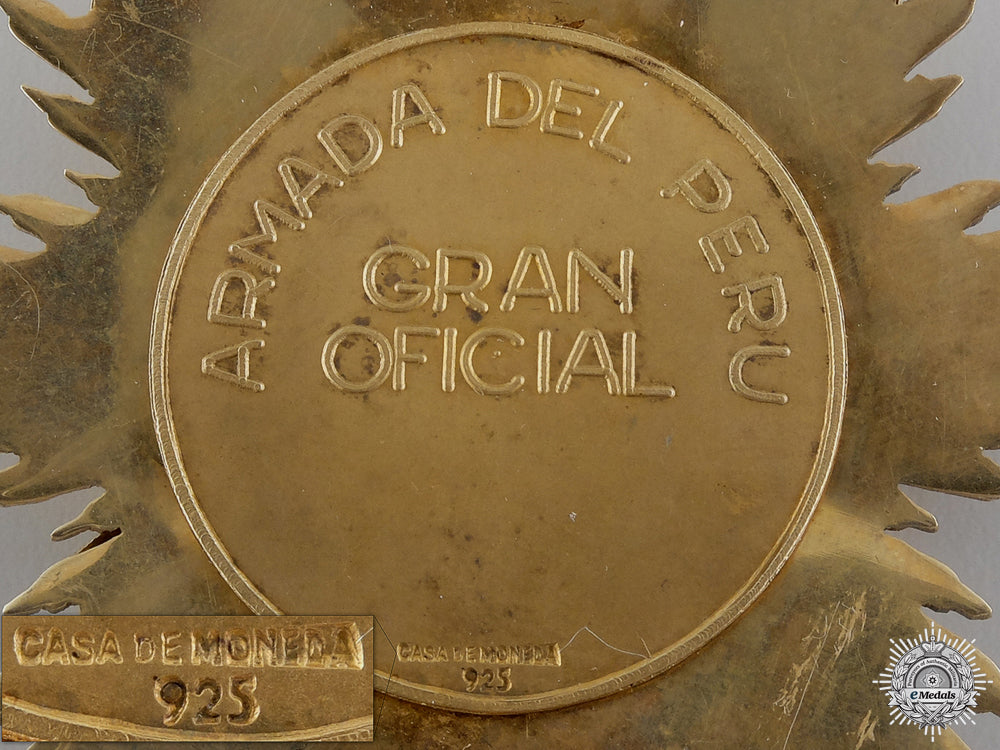 ARMADA DEL PERU
GRAN
OFICIAL
CASA DE MONEDA
925
CASA DE MONEDA
925
eMedals